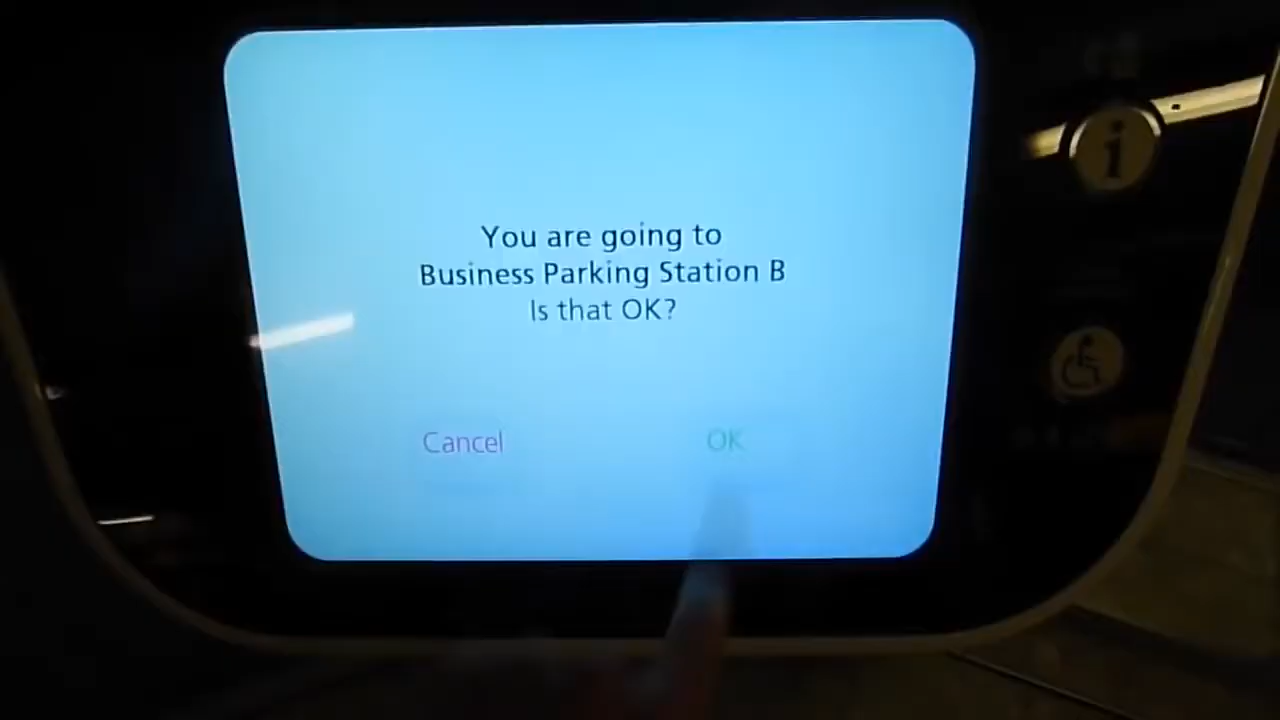 You are going to
Business Parking Station B
Is that OK?
Cancel
OK
i